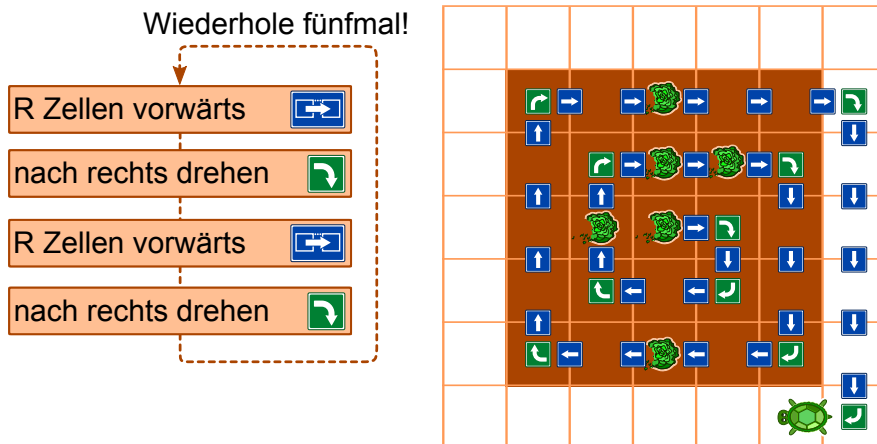 Wiederhole fünfmal!
R Zellen vorwärts
nach rechts drehen
R Zellen vorwärts
nach rechts drehen